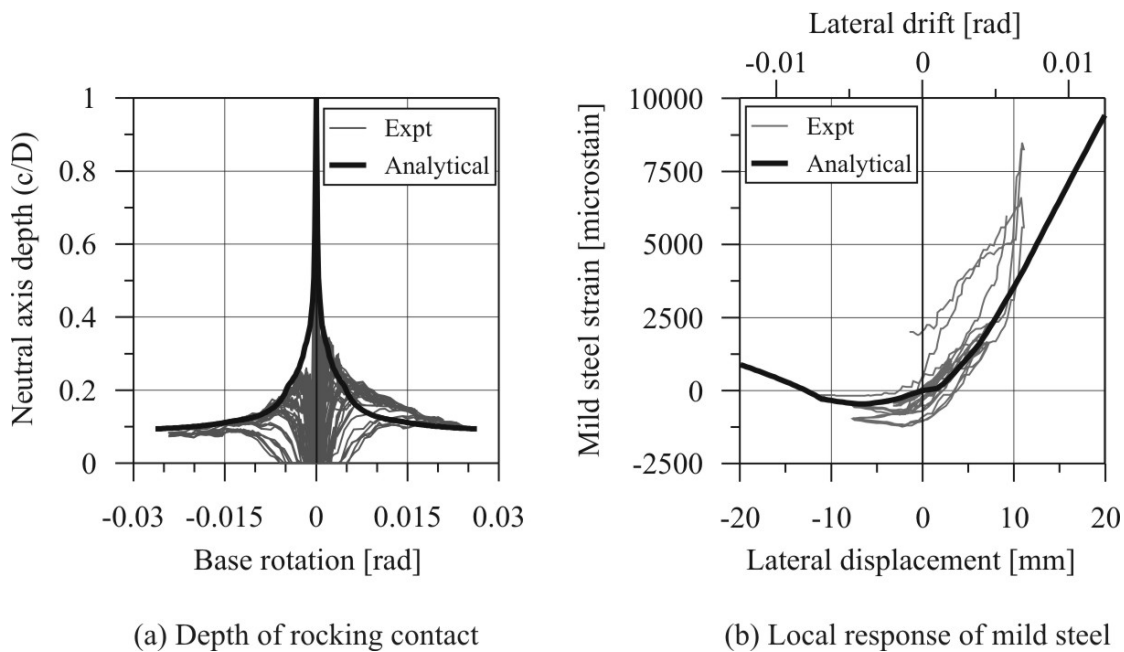 Neutral axis depth (c/D)
1
0.8
0.6
0.4
0.2
0
Expt
Analytical
-0.03 -0.015 0 0.015 0.03
Base rotation [rad]
(a) Depth of rocking contact
Lateral drift [rad]
-0.01 0 0.01
Mild steel strain [microstain]
10000
7500
5000
2500
0
-2500
Expt
Analytical
-20 -10 0 10 20
Lateral displacement [mm]
(b) Local response of mild steel